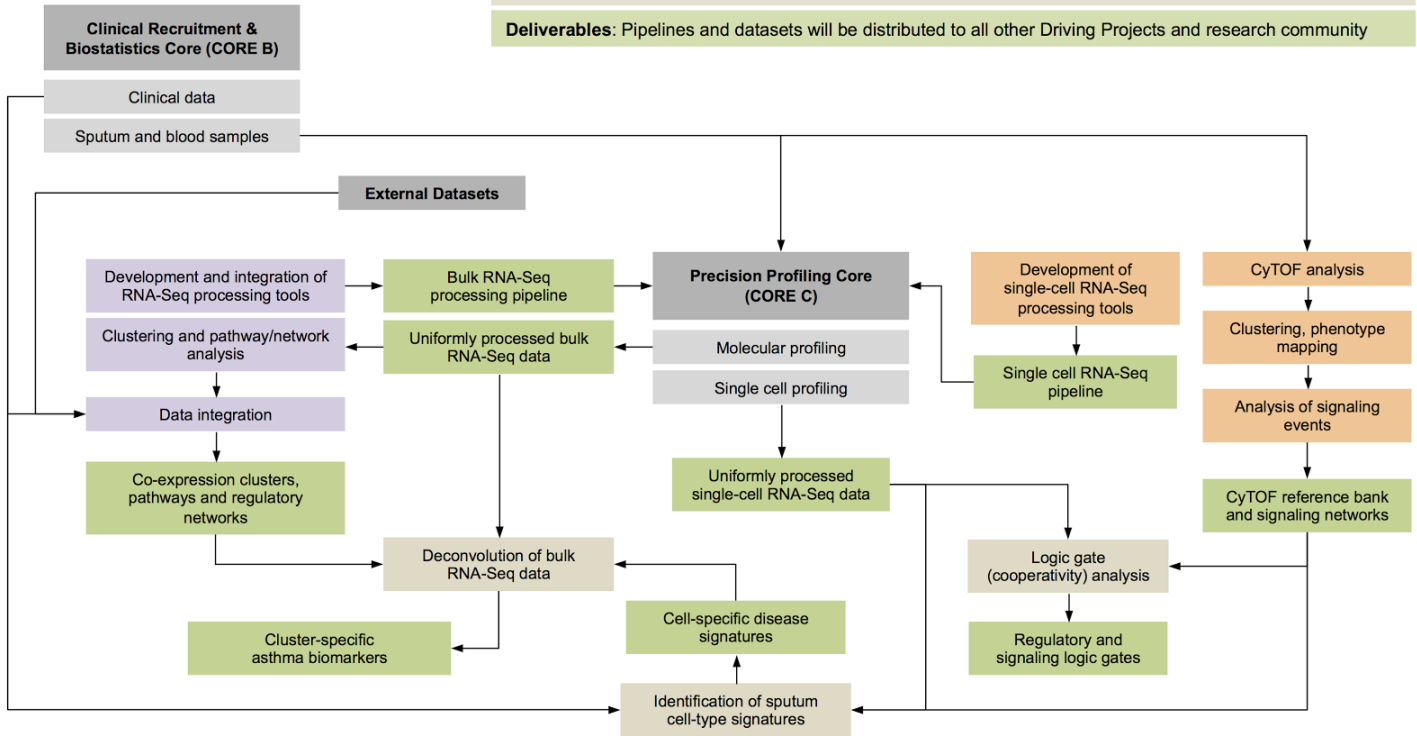 Clinical Recruitment &
Biostatistics Core (CORE B)
Deliverables: Pipelines and datasets will be distributed to all other Driving Projects and research community
Clinical data
Sputum and blood samples
External Datasets
Development and integration of
RNA-Seq processing tools
Bulk RNA-Seq
processing pipeline
Precision Profiling Core
(CORE C)
Development of
single-cell RNA-Seq
processing tools
CyTOF analysis
Clustering and pathway/network
analysis
Uniformly processed bulk
RNA-Seq data
Molecular profiling
Clustering, phenotype
mapping
Single cell profiling
Single cell RNA-Seq
pipeline
Data integration
Analysis of signaling
events
Co-expression clusters,
pathways and regulatory
networks
Uniformly processed
single-cell RNA-Seq data
CyTOF reference bank
and signaling networks
Deconvolution of bulk
RNA-Seq data
Logic gate
(cooperativity) analysis
Cluster-specific
asthma biomarkers
Cell-specific disease
signatures
Regulatory and
signaling logic gates
Identification of sputum
cell-type signatures